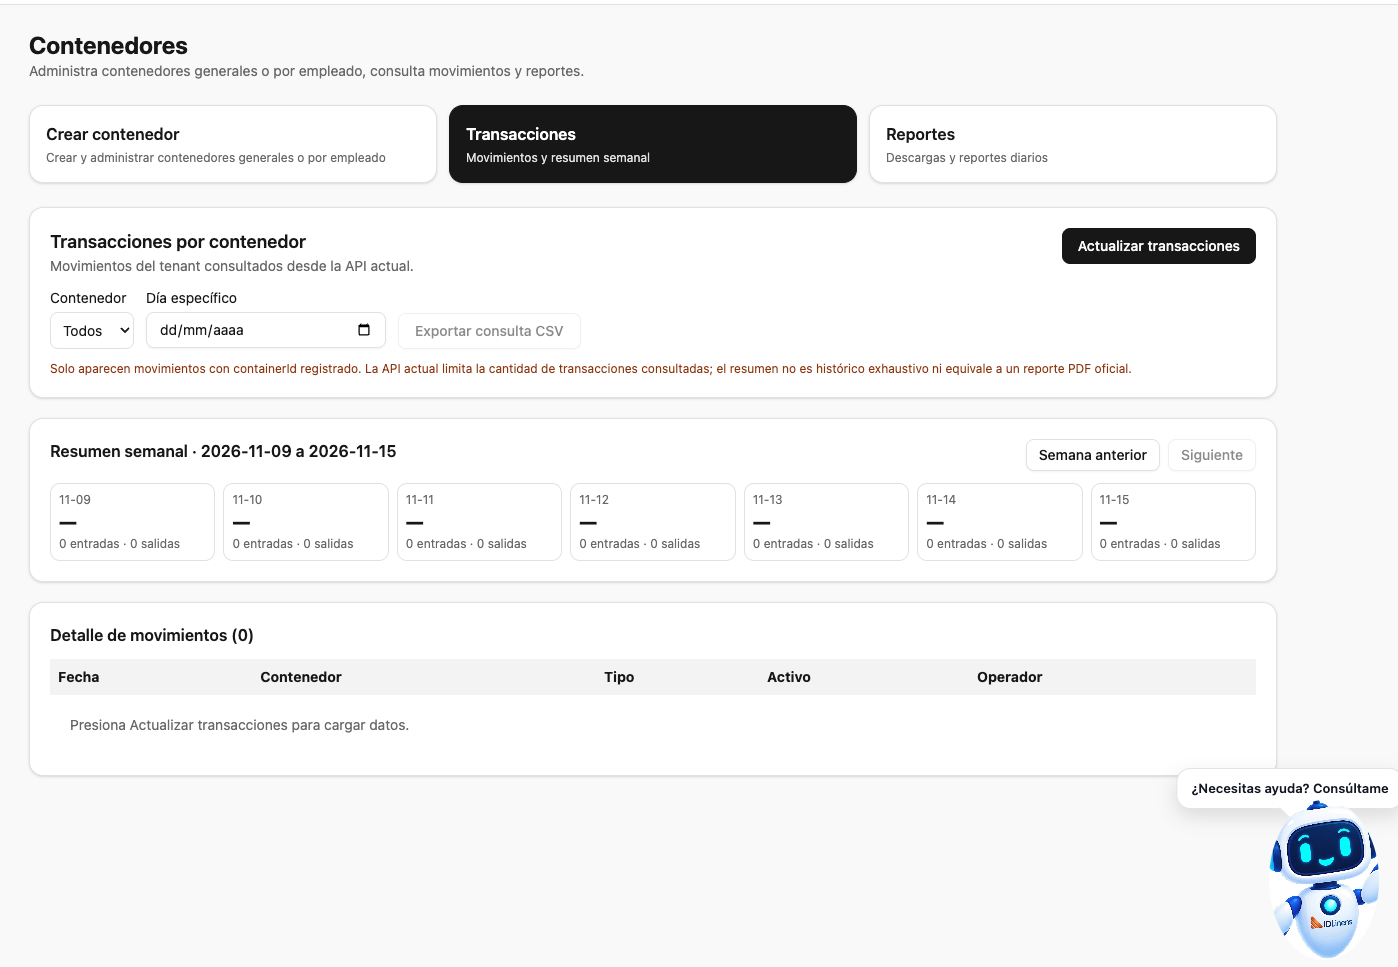 Contenedores
Administra contenedores generales o por empleado, consulta movimientos y reportes.
Crear contenedor
Crear y administrar contenedores generales o por empleado
Transacciones
Movimientos y resumen semanal
Reportes
Descargas y reportes diarios
Transacciones por contenedor
Movimientos del tenant consultados desde la API actual.
Actualizar transacciones
Contenedor
Día específico
Todos
dd/mm/aaaa
Exportar consulta CSV
Solo aparecen movimientos con containerId registrado. La API actual limita la cantidad de transacciones consultadas; el resumen no es histórico exhaustivo ni equivale a un reporte PDF oficial.
Resumen semanal · 2026-11-09 a 2026-11-15
Semana anterior
Siguiente
11-09
—
0 entradas · 0 salidas
11-10
—
0 entradas · 0 salidas
11-11
—
0 entradas · 0 salidas
11-12
—
0 entradas · 0 salidas
11-13
—
0 entradas · 0 salidas
11-14
—
0 entradas · 0 salidas
11-15
—
0 entradas · 0 salidas
Detalle de movimientos (0)
Fecha Contenedor Tipo Activo Operador
Presiona Actualizar transacciones para cargar datos.
¿Necesitas ayuda? Consúltame
IDLinens